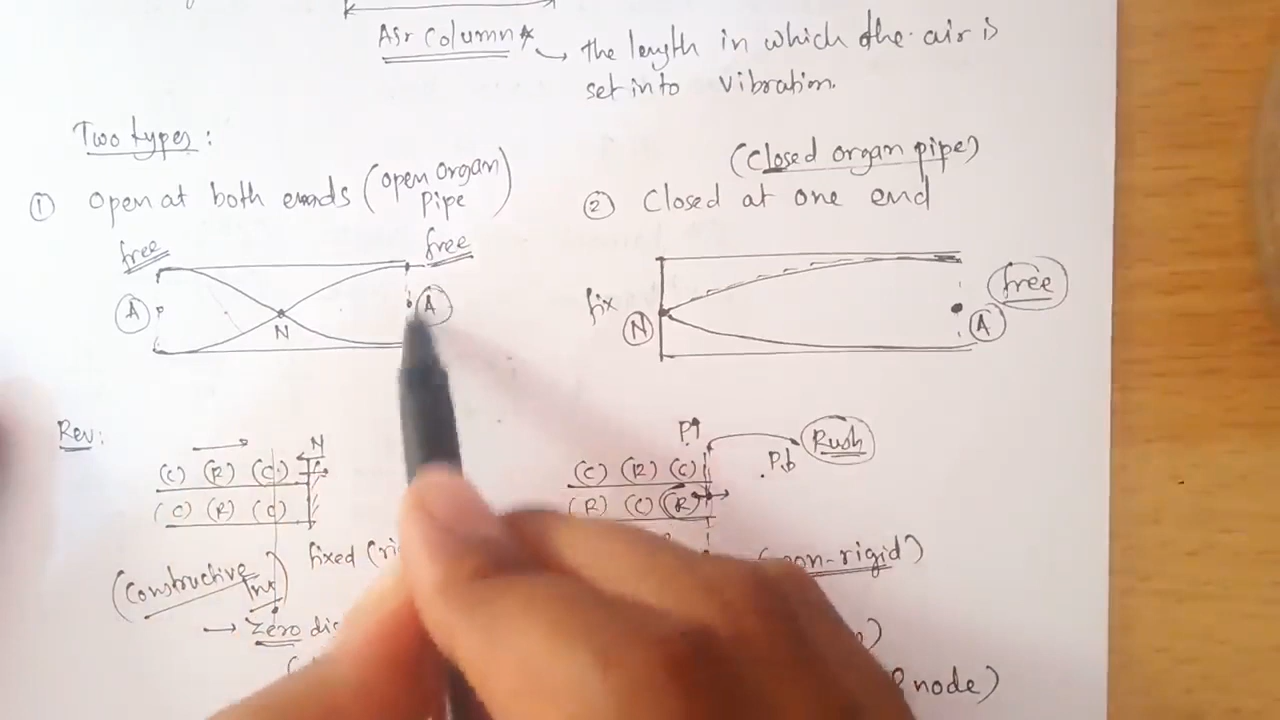 Air column
→ the length in which the air is
set into vibration.
Two types:
① Open at both ends (open organ
pipe)
free
free
A
N
A
(Closed organ pipe)
② Closed at one end
fix
N
free
A
Rev:
N
(C) (R) (C)
(C) (R) (C)
fixed
(Constructive
Int)
→ Zero
P↑
Rush
P.b
(C) (R) (C)
(R) (C) (R)
non-rigid)
node)